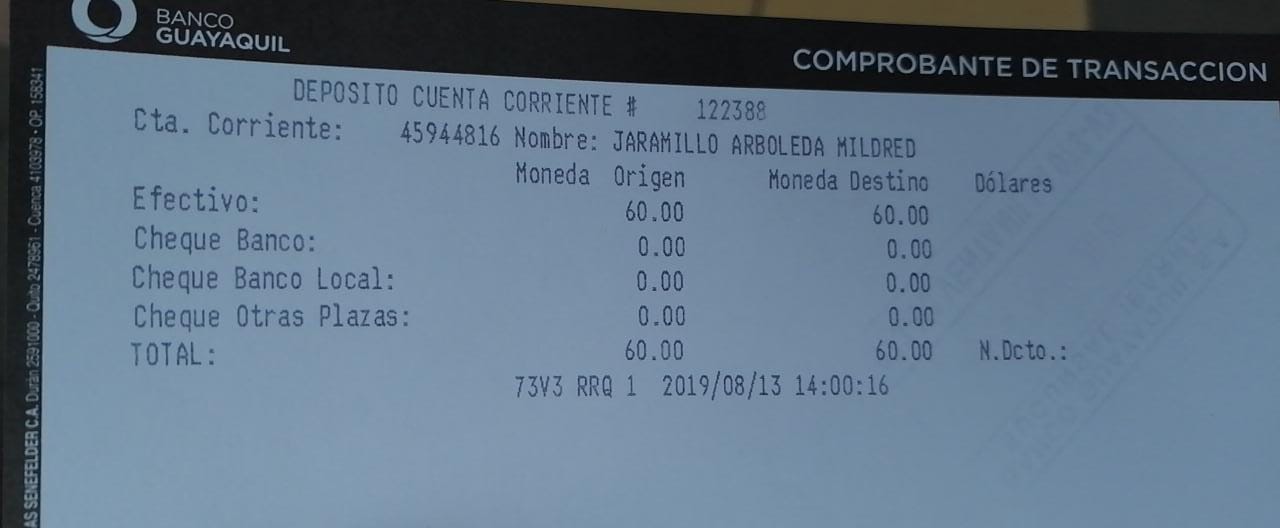 BANCO
GUAYAQUIL
COMPROBANTE DE TRANSACCION
DEPOSITO CUENTA CORRIENTE # 122388
Cta. Corriente: 45944816 Nombre: JARAMILLO ARBOLEDA MILDRED
Moneda Origen Moneda Destino Dólares
Efectivo: 60.00 60.00
Cheque Banco: 0.00 0.00
Cheque Banco Local: 0.00 0.00
Cheque Otras Plazas: 0.00 0.00
TOTAL: 60.00 60.00 N.Dcto.:
73V3 RRQ 1 2019/08/13 14:00:16
AS SENEFELDER C.A. Durán 2591000 - Quito 2478961 - Cuenca 4103978 - OP 158341